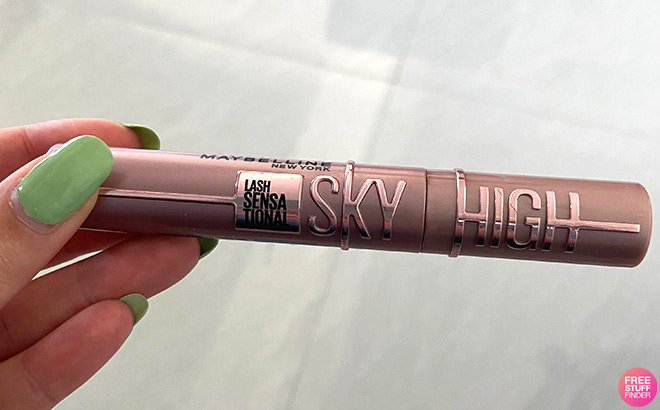 MAYBELLINE
NEW YORK
LASH
SENSA
TIONAL
SKY HIGH
FREE
STUFF
FINDER